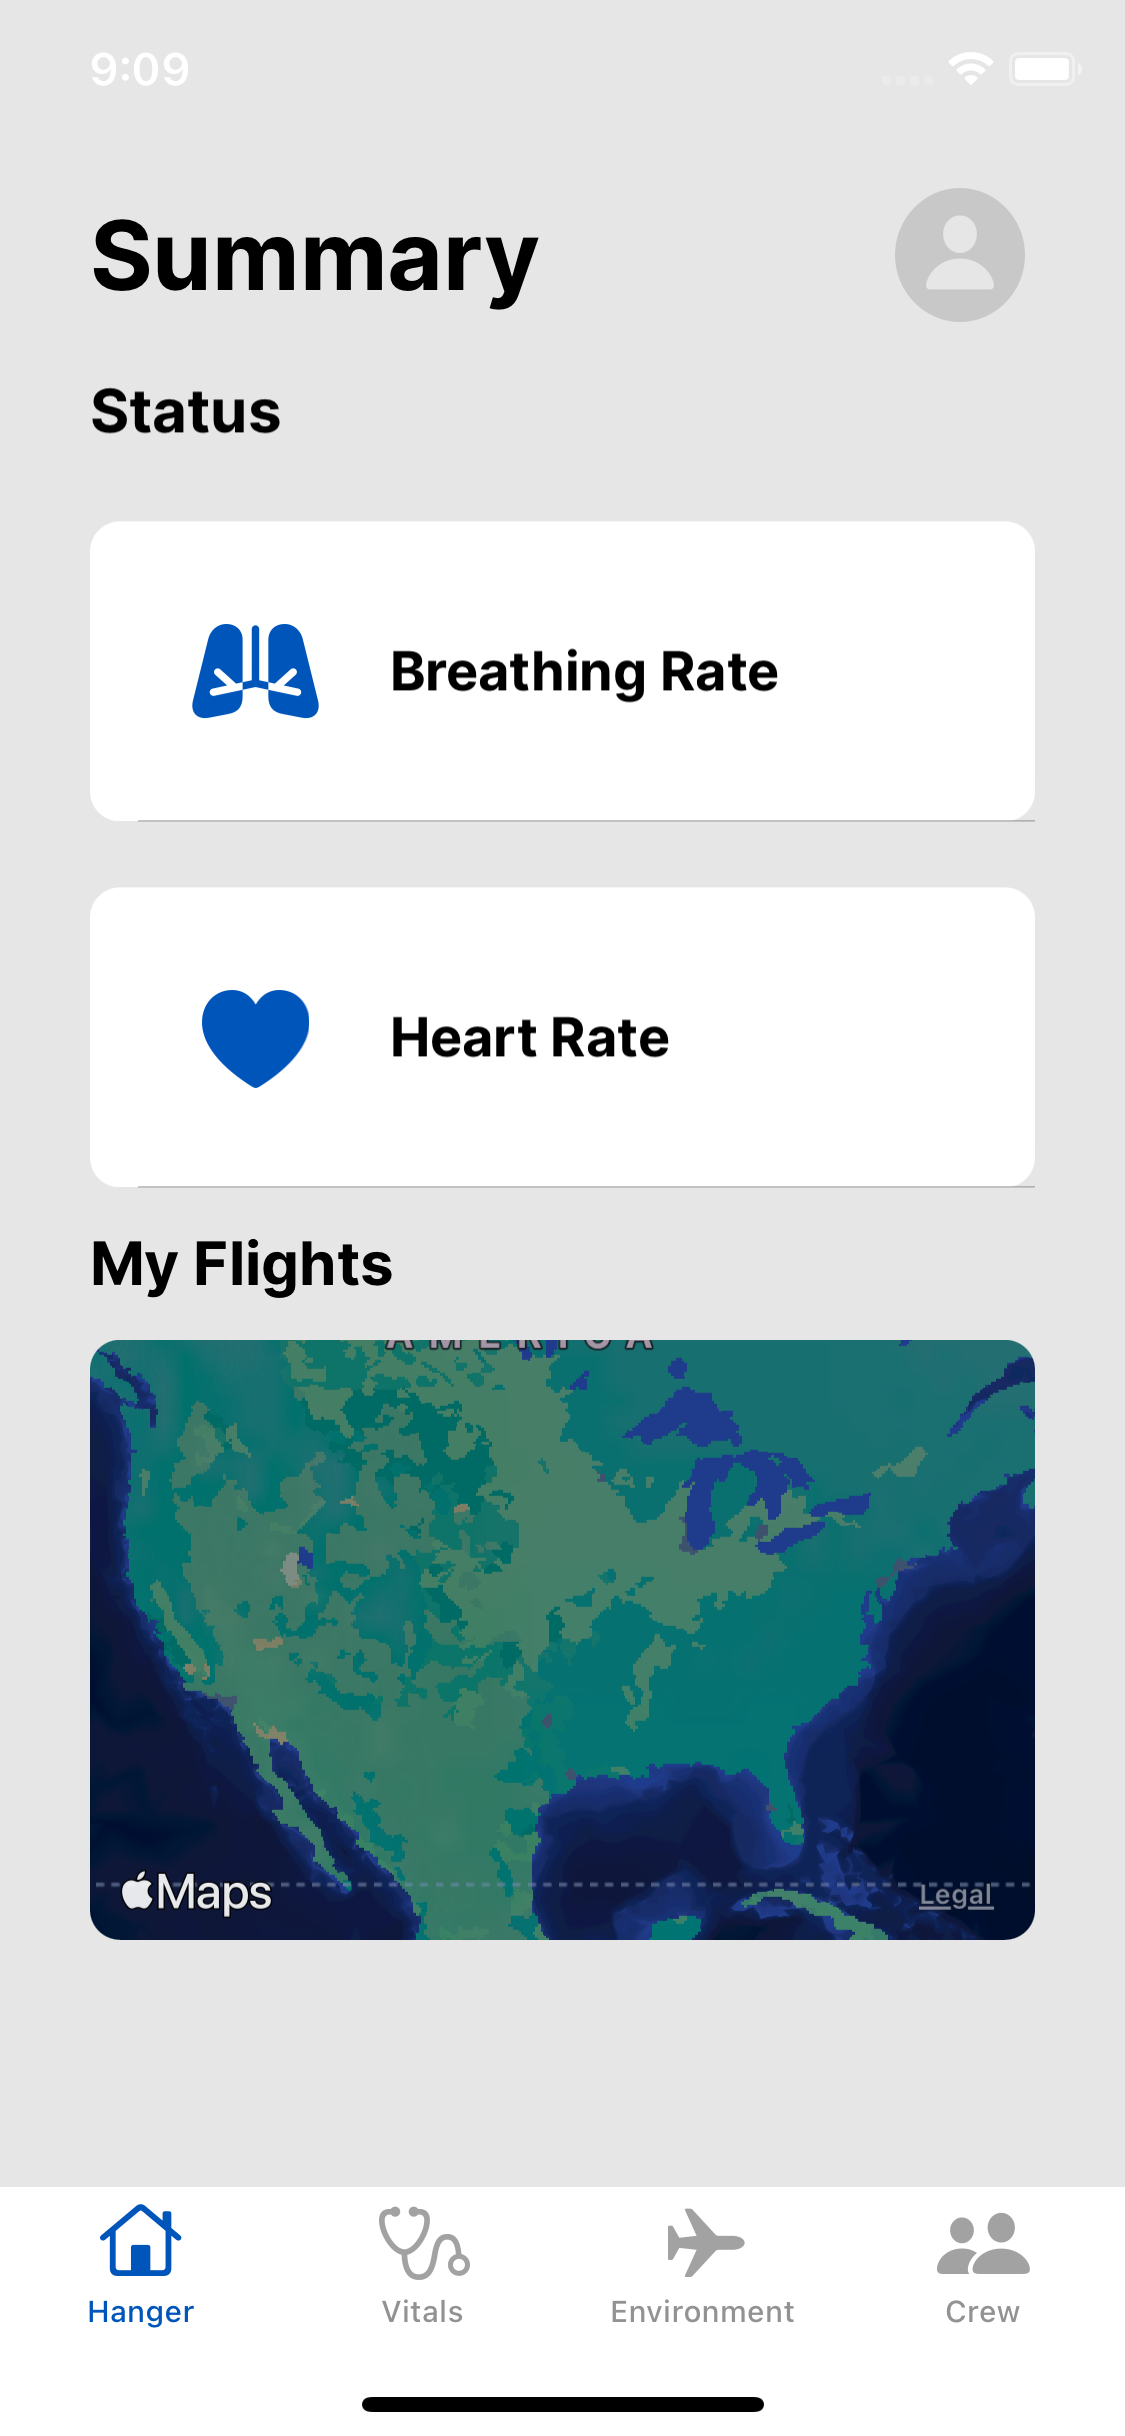 9:09
Summary
Status
Breathing Rate
Heart Rate
My Flights
AMERICA
Maps
Legal
Hanger
Vitals
Environment
Crew